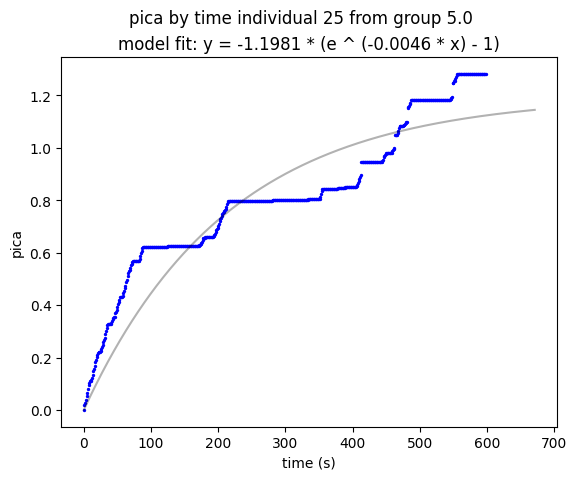 pica by time individual 25 from group 5.0
model fit: y = -1.1981 * (e ^ (-0.0046 * x) - 1)
1.2
1.0
0.8
0.6
0.4
0.2
0.0
pica
0 100 200 300 400 500 600 700
time (s)